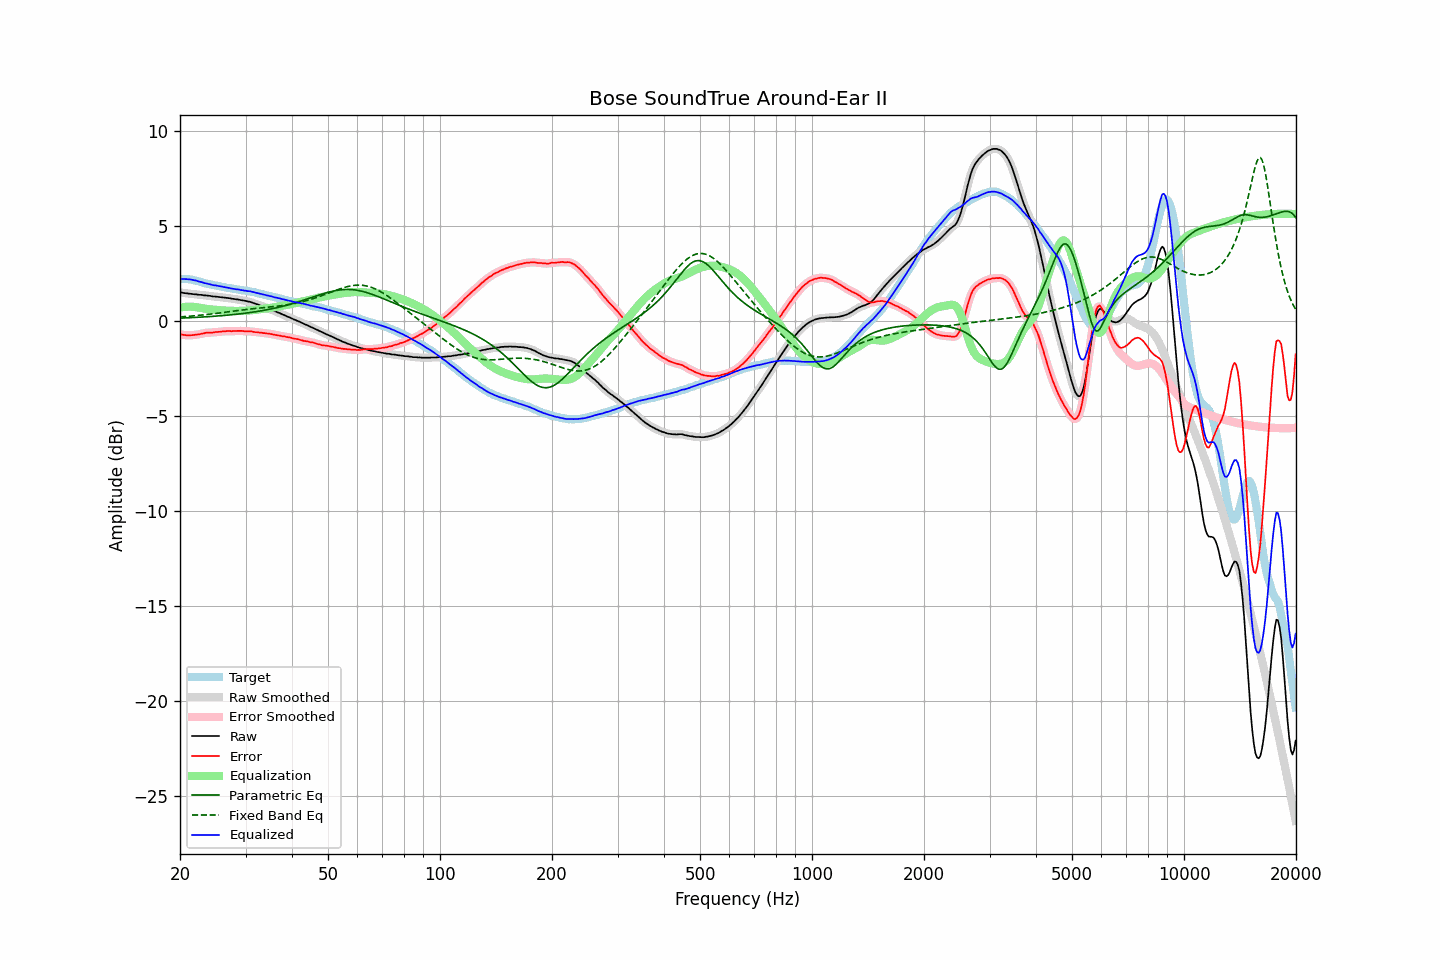 Bose SoundTrue Around-Ear II
10
5
0
−5
−10
−15
−20
−25
Amplitude (dBr)
Target
Raw Smoothed
Error Smoothed
Raw
Error
Equalization
Parametric Eq
Fixed Band Eq
Equalized
20 50 100 200 500 1000 2000 5000 10000 20000
Frequency (Hz)